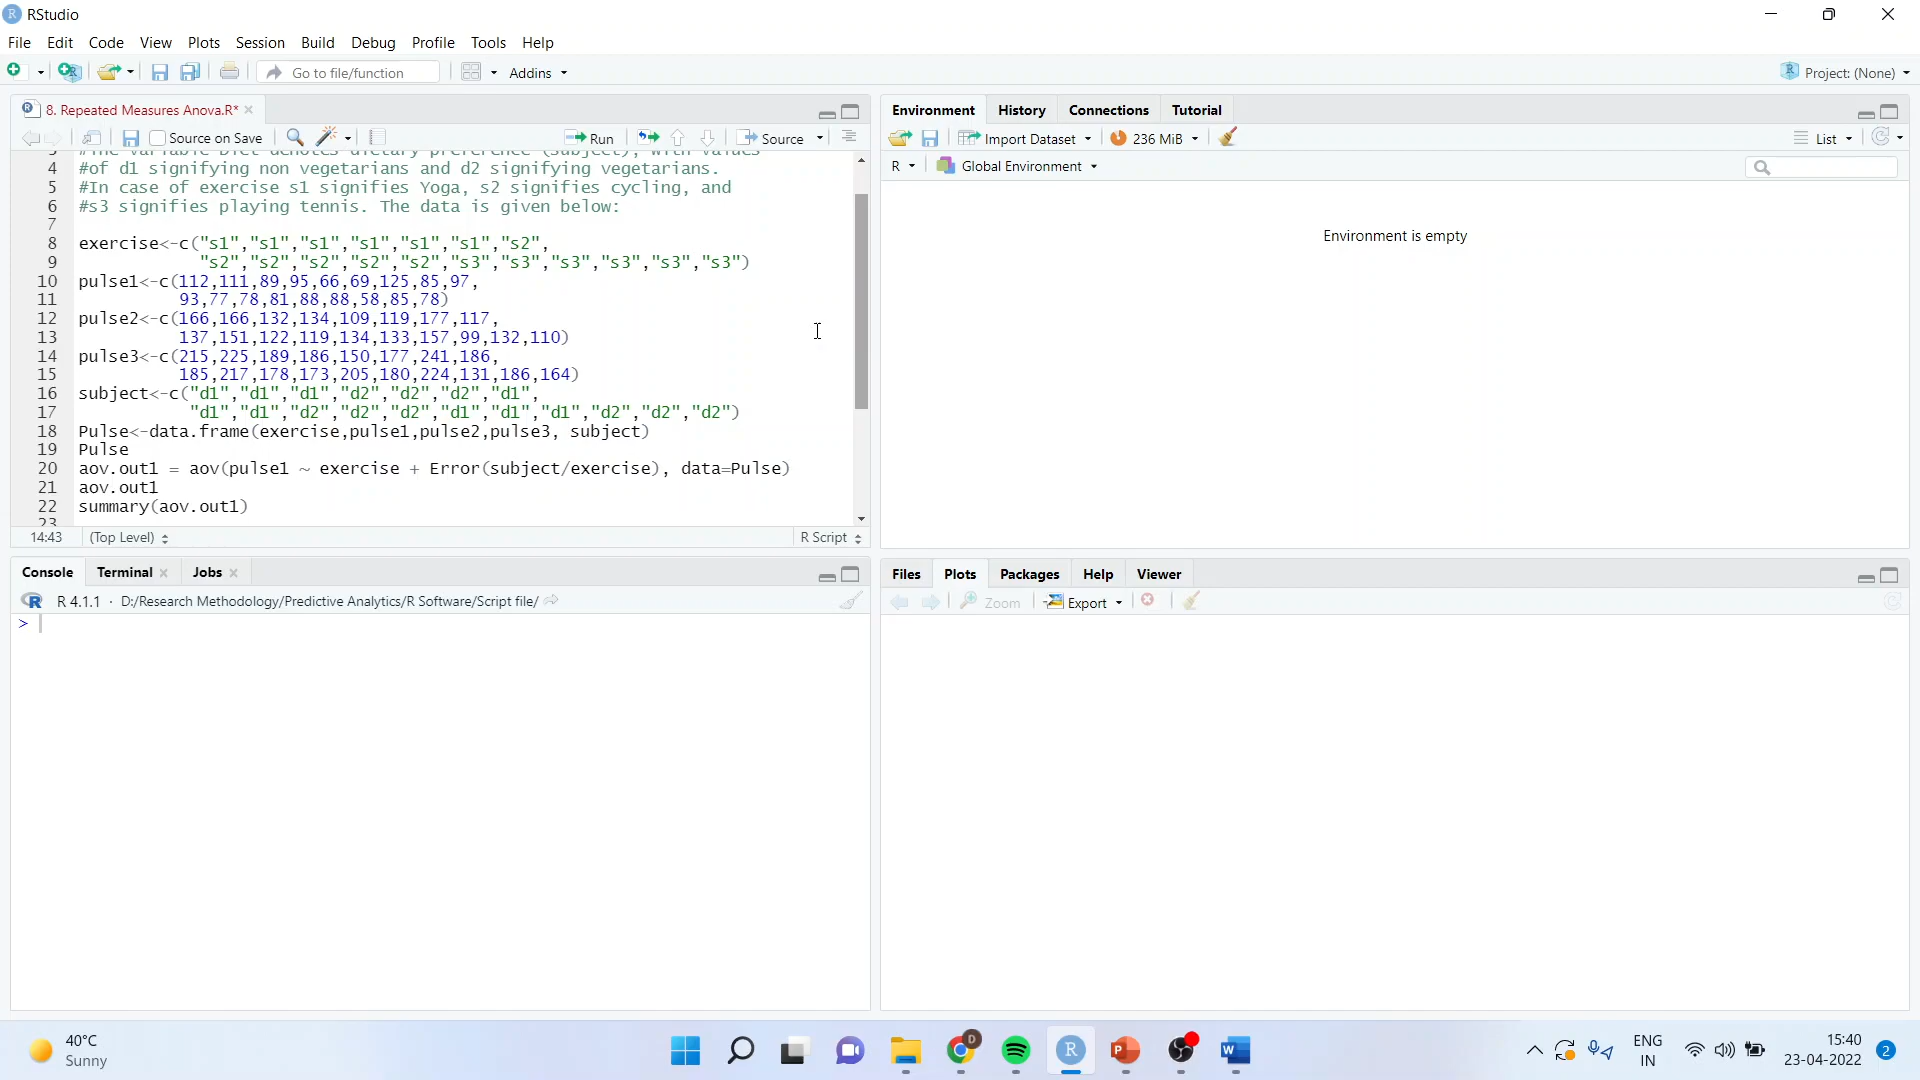 RStudio
File Edit Code View Plots Session Build Debug Profile Tools Help
Go to file/function Addins Project: (None)
8. Repeated Measures Anova.R*
Source on Save Run Source
4 #of d1 signifying non vegetarians and d2 signifying vegetarians.
5 #In case of exercise s1 signifies Yoga, s2 signifies cycling, and
6 #s3 signifies playing tennis. The data is given below:
7
8 exercise<-c("s1","s1","s1","s1","s1","s1","s2",
9 "s2","s2","s2","s2","s2","s3","s3","s3","s3","s3","s3")
10 pulse1<-c(112,111,89,95,66,69,125,85,97,
11 93,77,78,81,88,88,58,85,78)
12 pulse2<-c(166,166,132,134,109,119,177,117,
13 137,151,122,119,134,133,157,99,132,110)
14 pulse3<-c(215,225,189,186,150,177,241,186,
15 185,217,178,173,205,180,224,131,186,164)
16 subject<-c("d1","d1","d1","d2","d2","d2","d1",
17 "d1","d1","d2","d2","d2","d1","d1","d1","d2","d2","d2")
18 Pulse<-data.frame(exercise,pulse1,pulse2,pulse3, subject)
19 Pulse
20 aov.out1 = aov(pulse1 ~ exercise + Error(subject/exercise), data=Pulse)
21 aov.out1
22 summary(aov.out1)
23
14:43 (Top Level) R Script
Console Terminal Jobs
R 4.1.1 · D:/Research Methodology/Predictive Analytics/R Software/Script file/
>
Environment History Connections Tutorial
Import Dataset 236 MiB List
R Global Environment
Environment is empty
Files Plots Packages Help Viewer
Zoom Export
40°C
Sunny
D
ENG
IN
15:40
23-04-2022
2